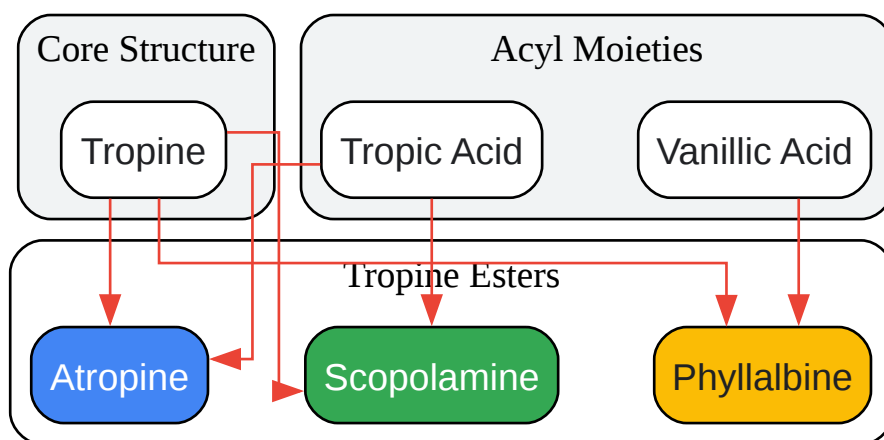 Core Structure
Acyl Moieties
Tropine
Tropic Acid
Vanillic Acid
Tropine Esters
Atropine
Scopolamine
Phyllalbine